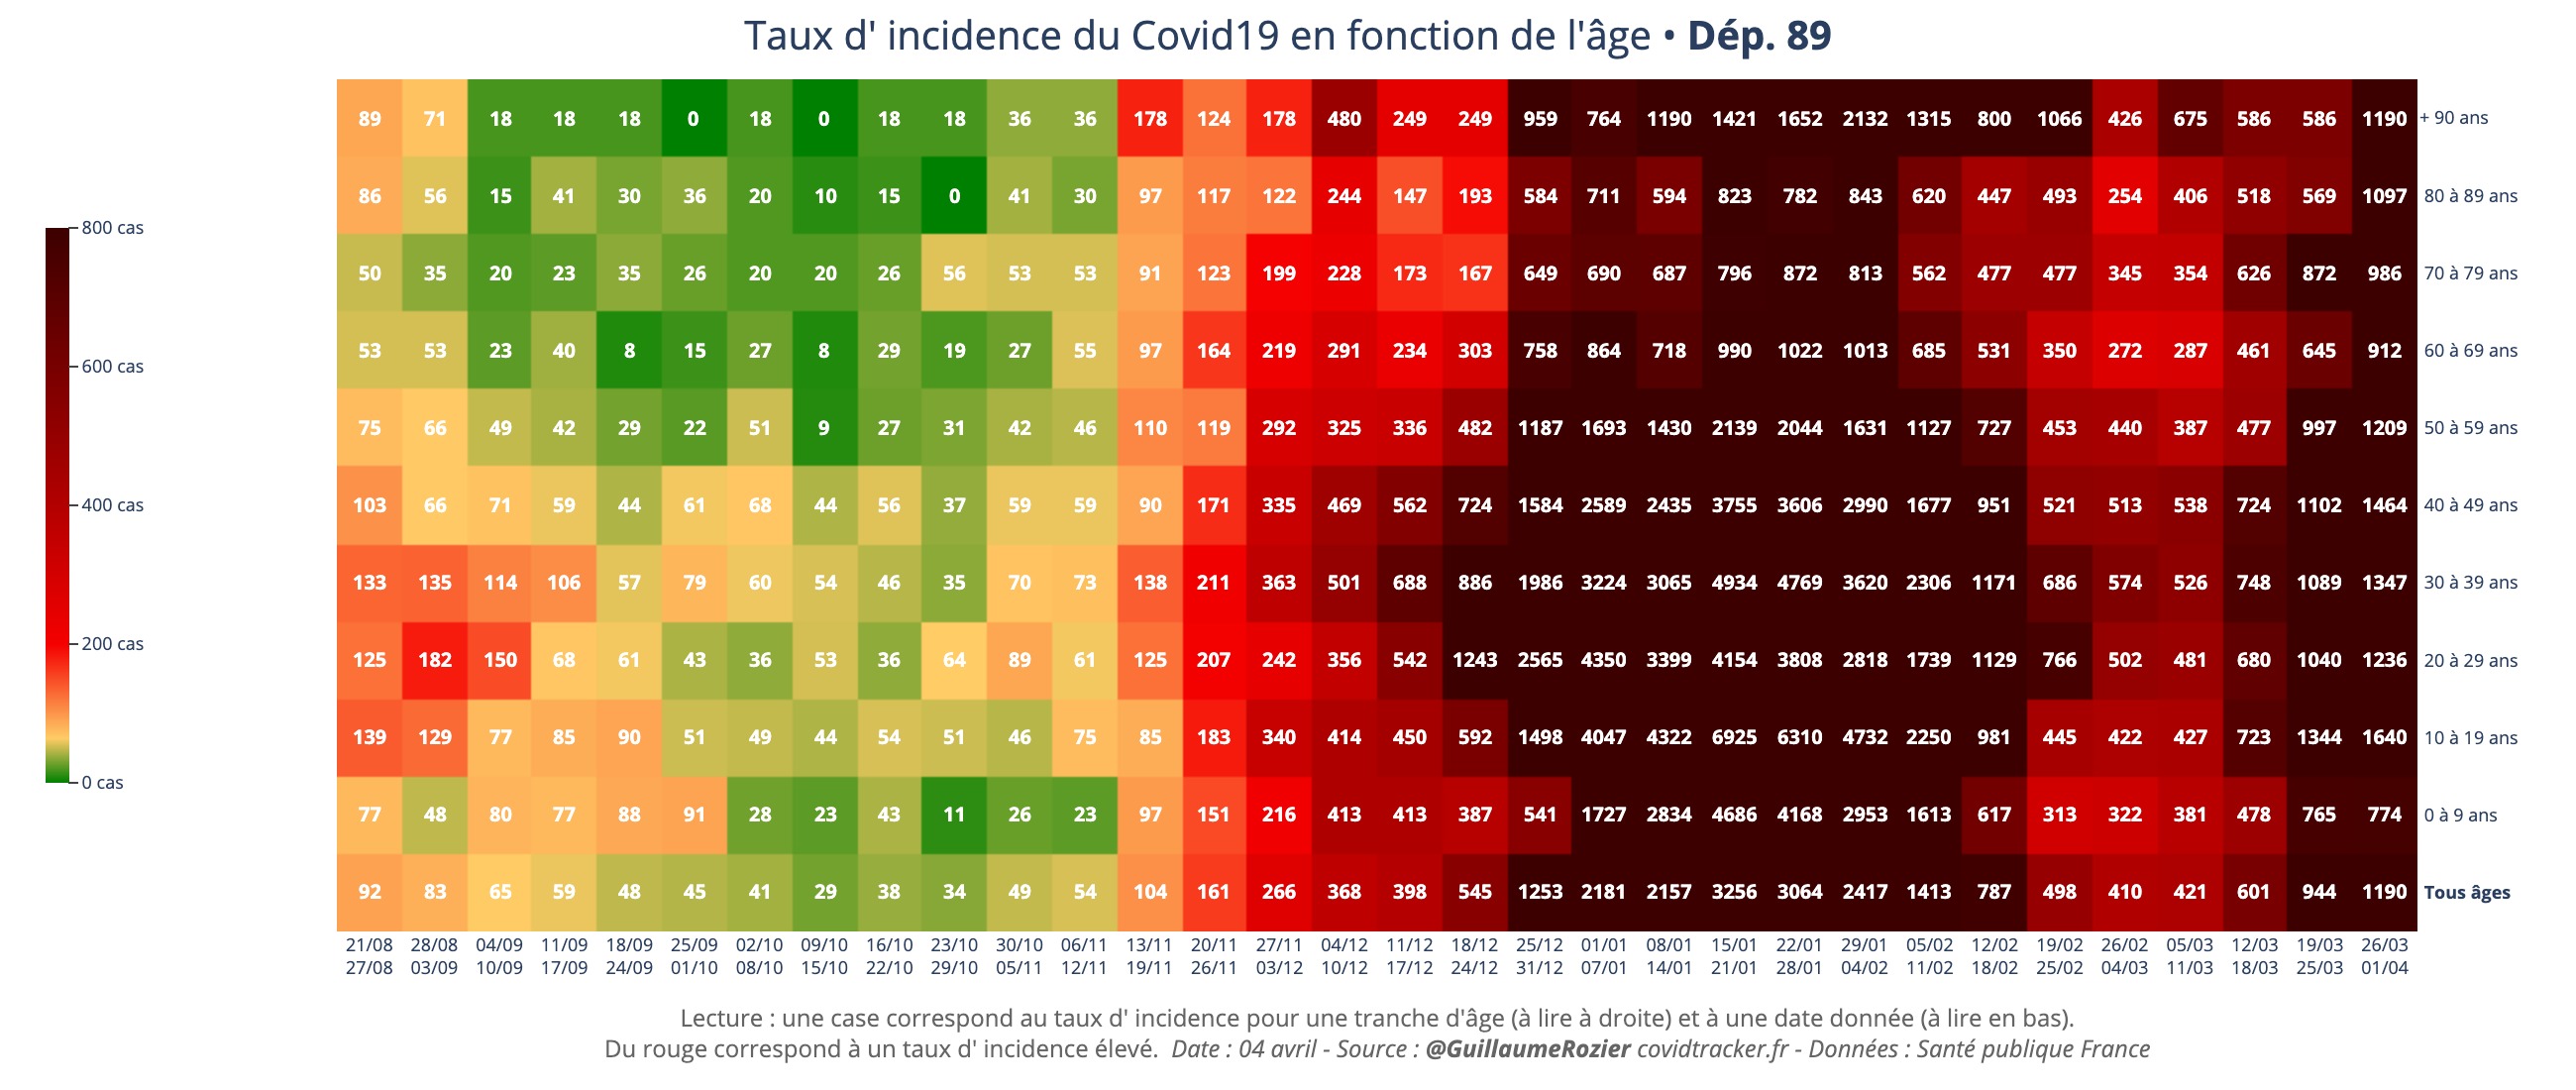 Taux d' incidence du Covid19 en fonction de l'âge • Dép. 89
89 71 18 18 18 0 18 0 18 18 36 36 178 124 178 480 249 249 959 764 1190 1421 1652 2132 1315 800 1066 426 675 586 586 1190 + 90 ans
86 56 15 41 30 36 20 10 15 0 41 30 97 117 122 244 147 193 584 711 594 823 782 843 620 447 493 254 406 518 569 1097 80 à 89 ans
800 cas
50 35 20 23 35 26 20 20 26 56 53 53 91 123 199 228 173 167 649 690 687 796 872 813 562 477 477 345 354 626 872 986 70 à 79 ans
53 53 23 40 8 15 27 8 29 19 27 55 97 164 219 291 234 303 758 864 718 990 1022 1013 685 531 350 272 287 461 645 912 60 à 69 ans
600 cas
75 66 49 42 29 22 51 9 27 31 42 46 110 119 292 325 336 482 1187 1693 1430 2139 2044 1631 1127 727 453 440 387 477 997 1209 50 à 59 ans
400 cas
103 66 71 59 44 61 68 44 56 37 59 59 90 171 335 469 562 724 1584 2589 2435 3755 3606 2990 1677 951 521 513 538 724 1102 1464 40 à 49 ans
133 135 114 106 57 79 60 54 46 35 70 73 138 211 363 501 688 886 1986 3224 3065 4934 4769 3620 2306 1171 686 574 526 748 1089 1347 30 à 39 ans
200 cas
125 182 150 68 61 43 36 53 36 64 89 61 125 207 242 356 542 1243 2565 4350 3399 4154 3808 2818 1739 1129 766 502 481 680 1040 1236 20 à 29 ans
139 129 77 85 90 51 49 44 54 51 46 75 85 183 340 414 450 592 1498 4047 4322 6925 6310 4732 2250 981 445 422 427 723 1344 1640 10 à 19 ans
0 cas
77 48 80 77 88 91 28 23 43 11 26 23 97 151 216 413 413 387 541 1727 2834 4686 4168 2953 1613 617 313 322 381 478 765 774 0 à 9 ans
92 83 65 59 48 45 41 29 38 34 49 54 104 161 266 368 398 545 1253 2181 2157 3256 3064 2417 1413 787 498 410 421 601 944 1190 Tous âges
21/08 28/08 04/09 11/09 18/09 25/09 02/10 09/10 16/10 23/10 30/10 06/11 13/11 20/11 27/11 04/12 11/12 18/12 25/12 01/01 08/01 15/01 22/01 29/01 05/02 12/02 19/02 26/02 05/03 12/03 19/03 26/03
27/08 03/09 10/09 17/09 24/09 01/10 08/10 15/10 22/10 29/10 05/11 12/11 19/11 26/11 03/12 10/12 17/12 24/12 31/12 07/01 14/01 21/01 28/01 04/02 11/02 18/02 25/02 04/03 11/03 18/03 25/03 01/04
Lecture : une case correspond au taux d' incidence pour une tranche d'âge (à lire à droite) et à une date donnée (à lire en bas).
Du rouge correspond à un taux d' incidence élevé. Date : 04 avril - Source : @GuillaumeRozier covidtracker.fr - Données : Santé publique France